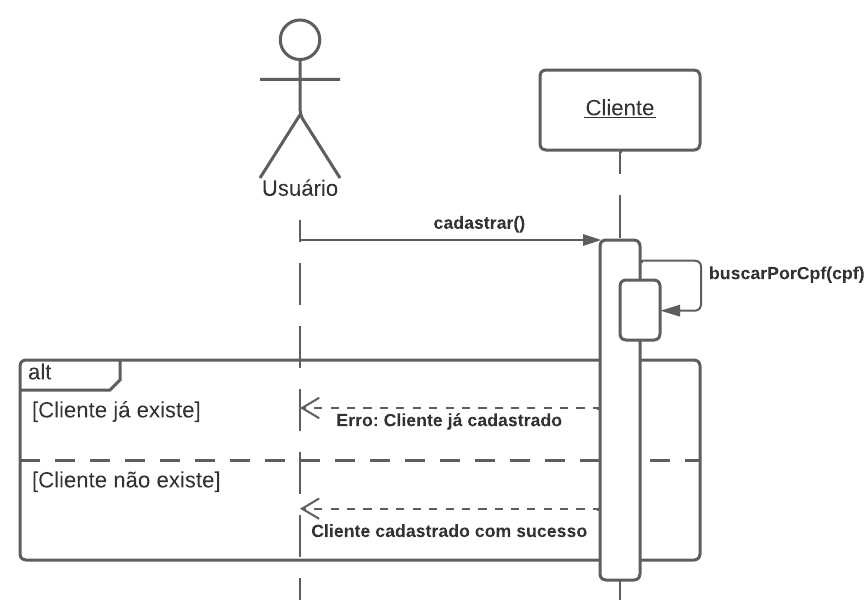 Cliente
Usuário
cadastrar()
buscarPorCpf(cpf)
alt
[Cliente já existe]
Erro: Cliente já cadastrado
[Cliente não existe]
Cliente cadastrado com sucesso